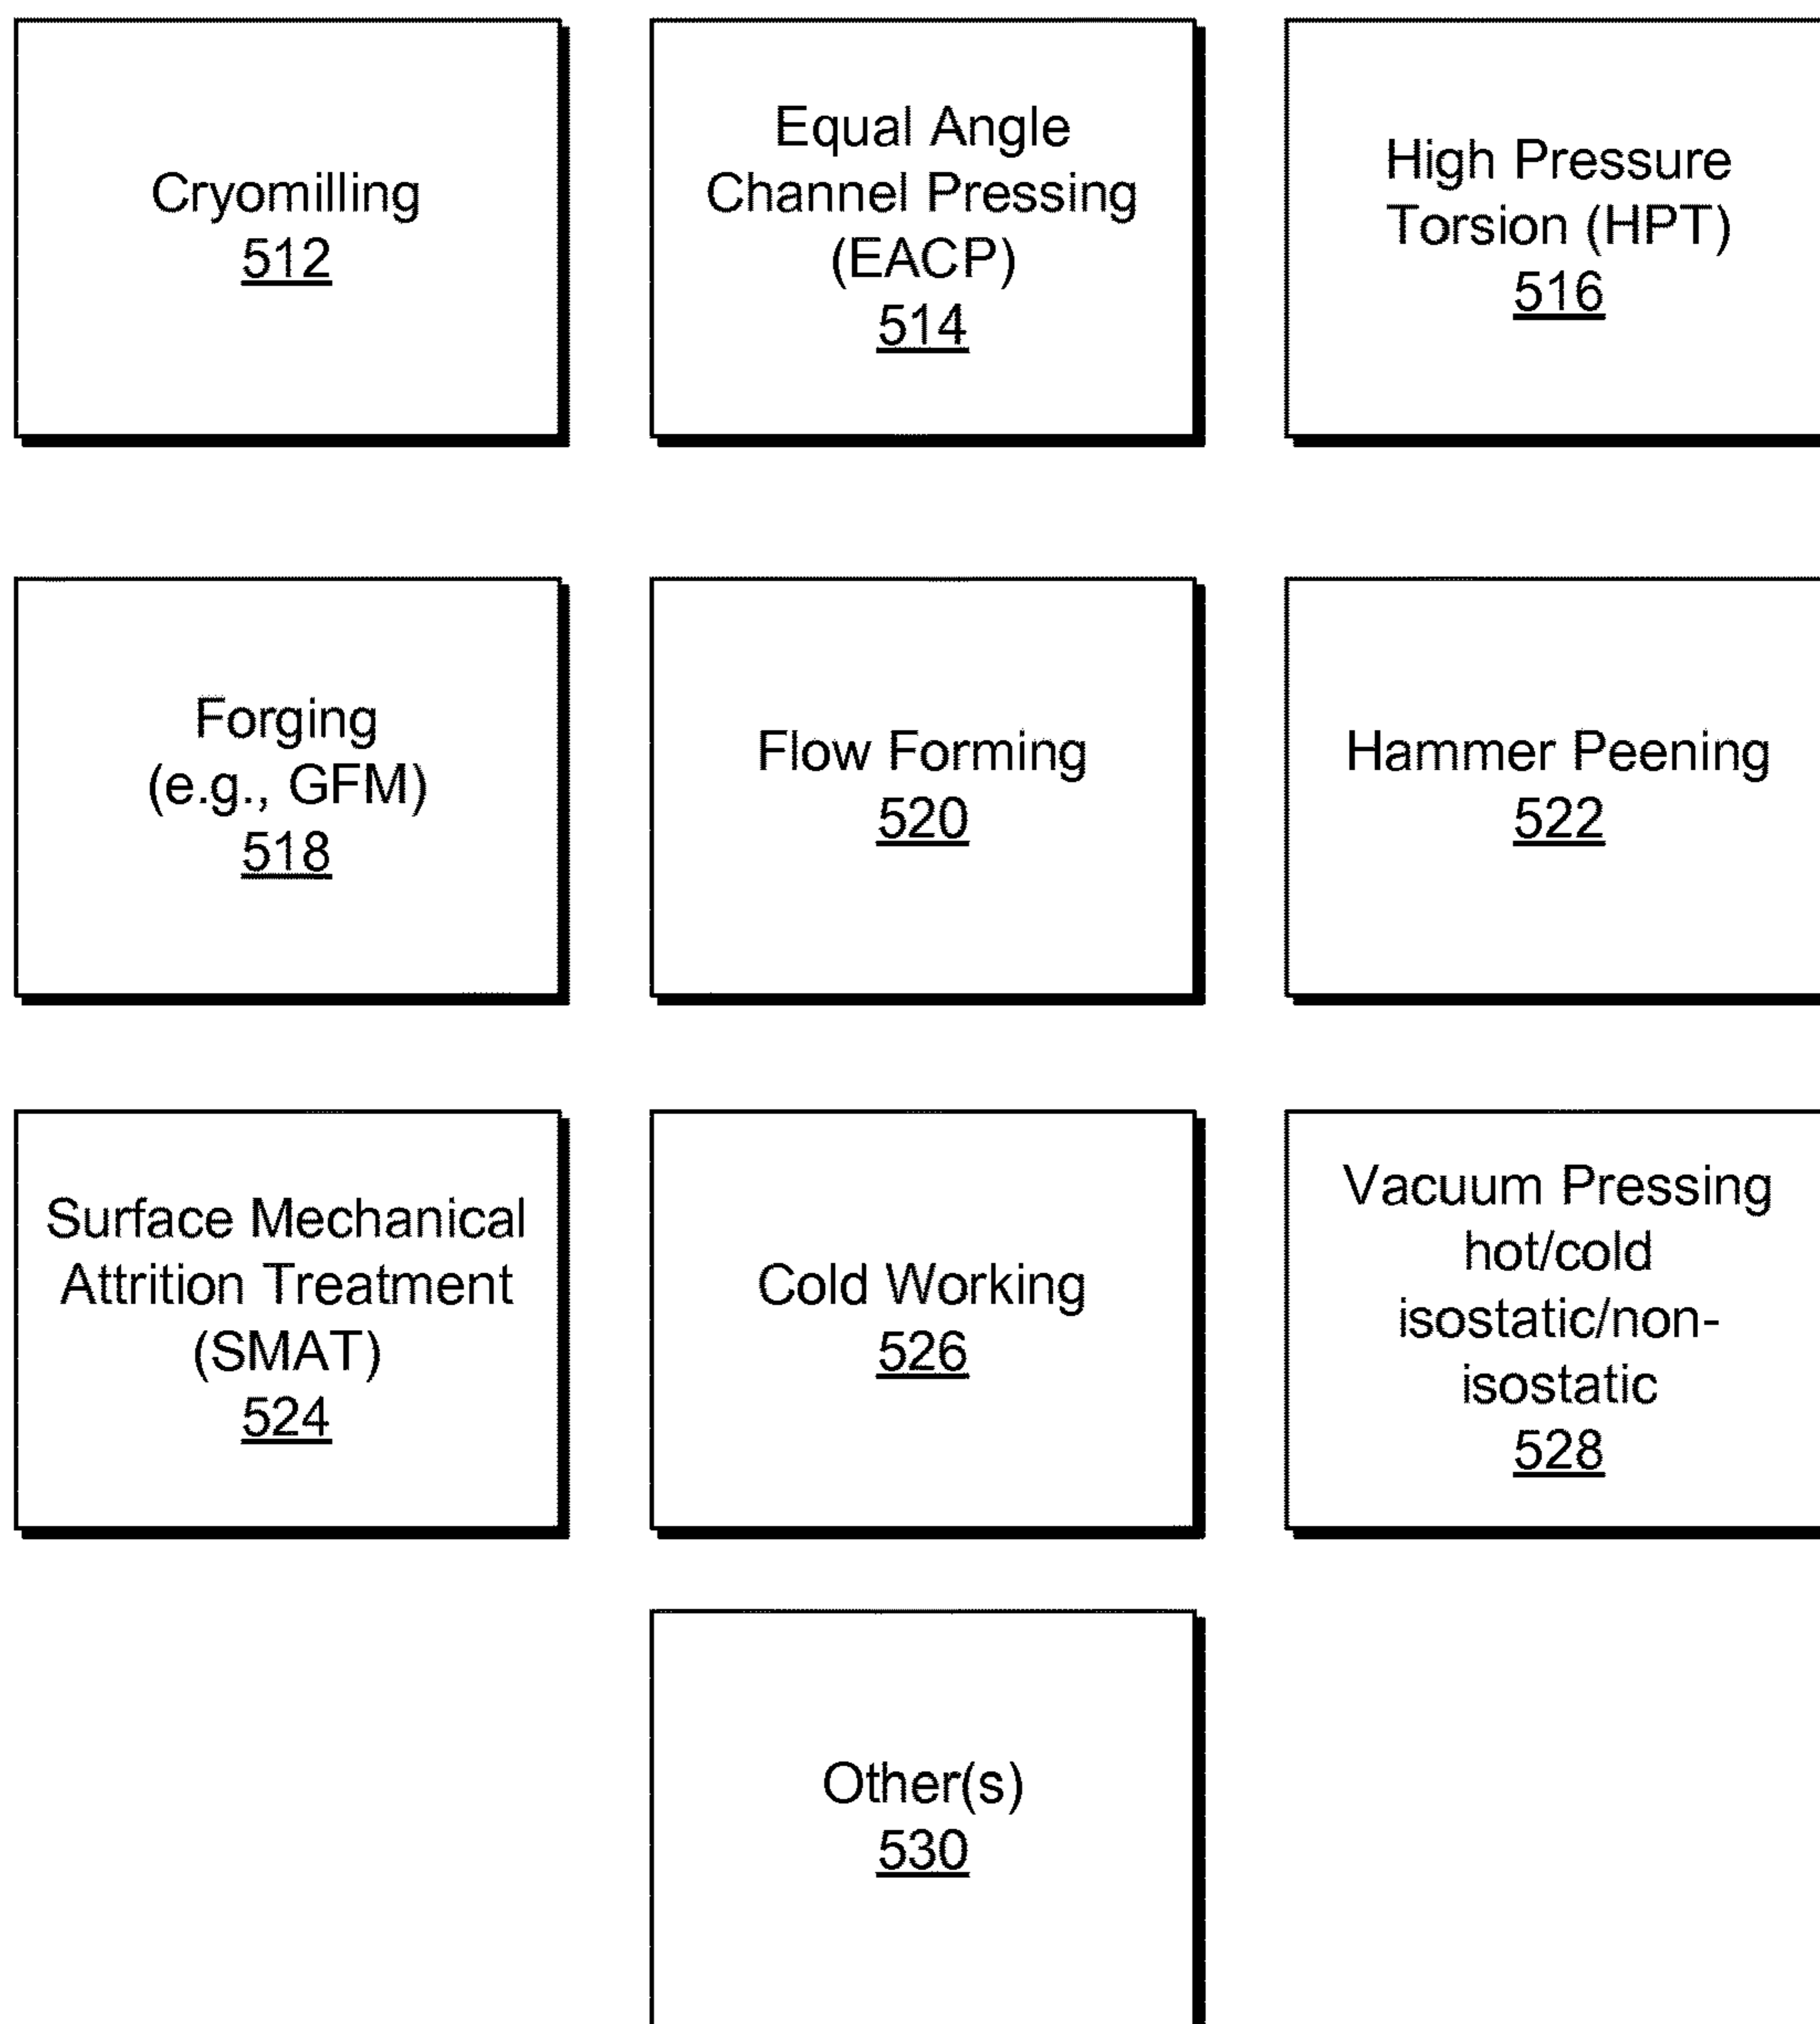 Cryomilling
512
Equal Angle
Channel Pressing
(EACP)
514
High Pressure
Torsion (HPT)
516
Forging
(e.g., GFM)
518
Flow Forming
520
Hammer Peening
522
Surface Mechanical
Attrition Treatment
(SMAT)
524
Cold Working
526
Vacuum Pressing
hot/cold
isostatic/non-
isostatic
528
Other(s)
530